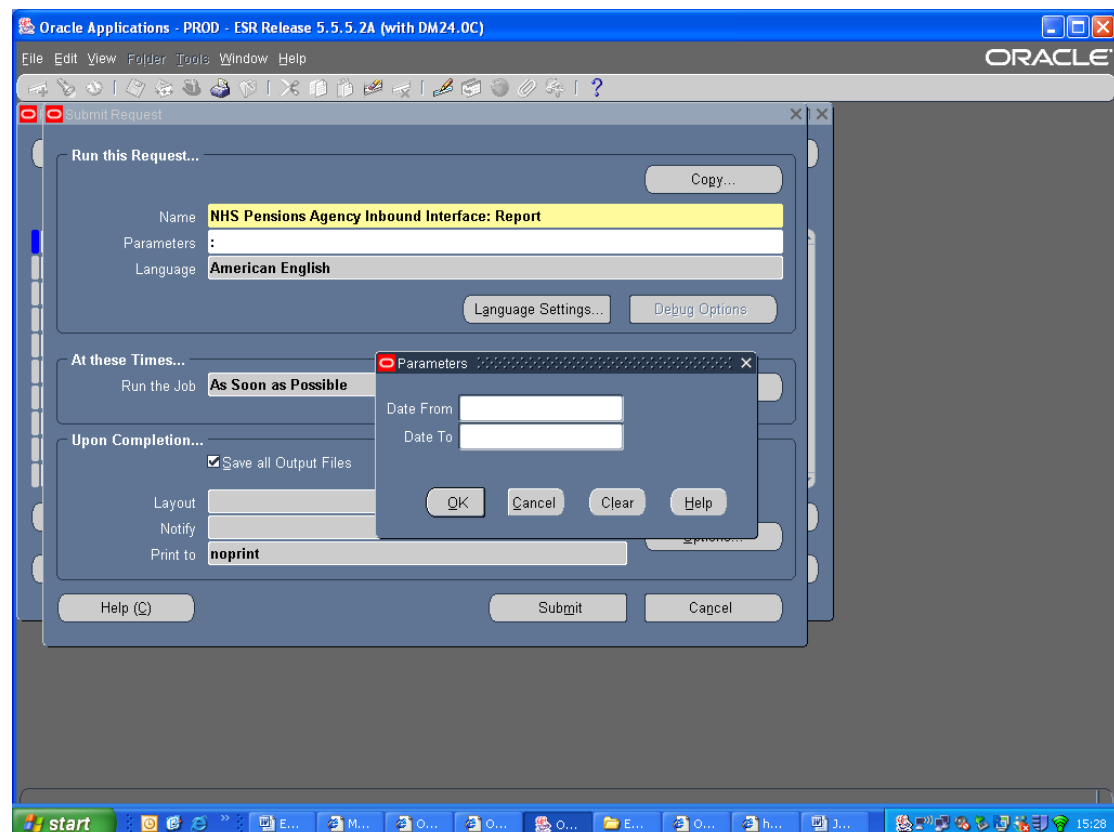 Oracle Applications - PROD - ESR Release 5.5.5.2A (with DM24.0C)
File Edit View Folder Tools Window Help
ORACLE
Submit Request
Run this Request...
Copy...
Name NHS Pensions Agency Inbound Interface: Report
Parameters :
Language American English
Language Settings... Debug Options
At these Times...
Run the Job As Soon as Possible
Parameters
Date From
Date To
OK Cancel Clear Help
Upon Completion...
Save all Output Files
Layout
Notify
Options...
Print to noprint
Help (C) Submit Cancel
start E... M... O... O... O... E... O... h... J... 15:28